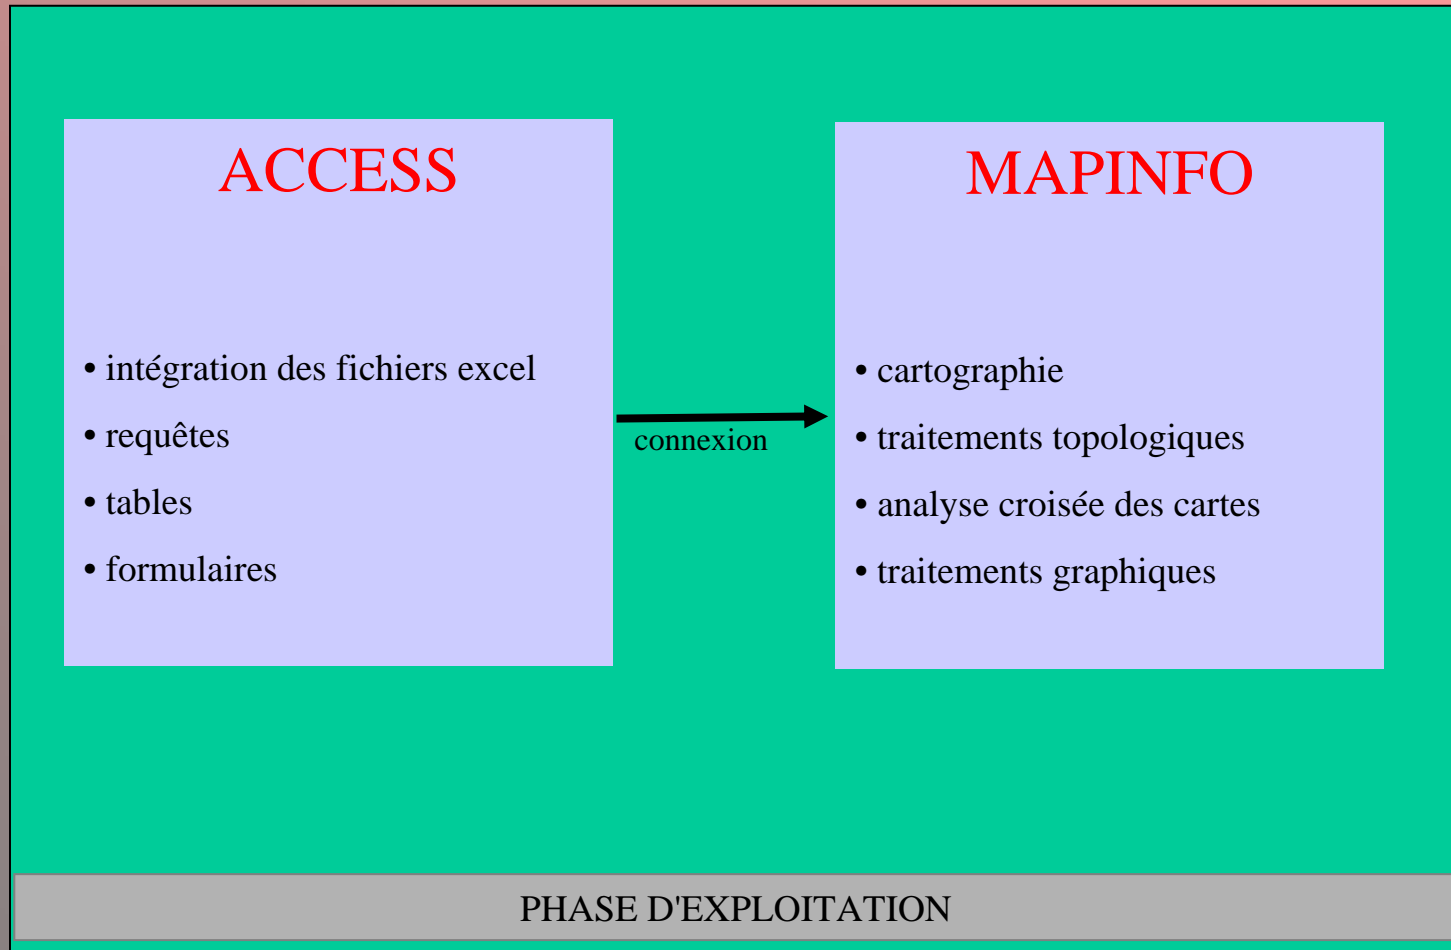 ACCESS
• intégration des fichiers excel
• requêtes
• tables
• formulaires
connexion
MAPINFO
• cartographie
• traitements topologiques
• analyse croisée des cartes
• traitements graphiques
PHASE D'EXPLOITATION